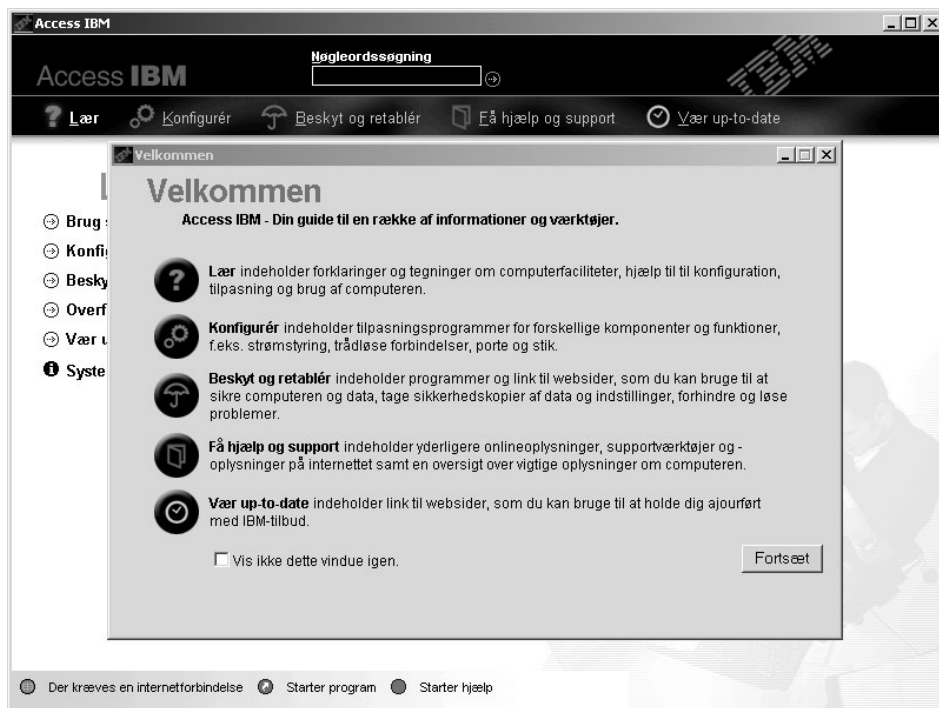 Access IBM
Nøgleordssøgning
Access IBM
IBM
Lær Konfigurér Beskyt og retablér Få hjælp og support Vær up-to-date
Velkommen
Velkommen
Access IBM - Din guide til en række af informationer og værktøjer.
Brug
Konfi
Besky
Overf
Vær
Syste
Lær indeholder forklaringer og tegninger om computerfaciliteter, hjælp til til konfiguration,
tilpasning og brug af computeren.
Konfigurér indeholder tilpasningsprogrammer for forskellige komponenter og funktioner,
f.eks. strømstyring, trådløse forbindelser, porte og stik.
Beskyt og retablér indeholder programmer og link til websider, som du kan bruge til at
sikre computeren og data, tage sikkerhedskopier af data og indstillinger, forhindre og løse
problemer.
Få hjælp og support indeholder yderligere onlineoplysninger, supportværktøjer og -
oplysninger på internettet samt en oversigt over vigtige oplysninger om computeren.
Vær up-to-date indeholder link til websider, som du kan bruge til at holde dig ajourført
med IBM-tilbud.
Vis ikke dette vindue igen.
Fortsæt
Der kræves en internetforbindelse Starter program Starter hjælp